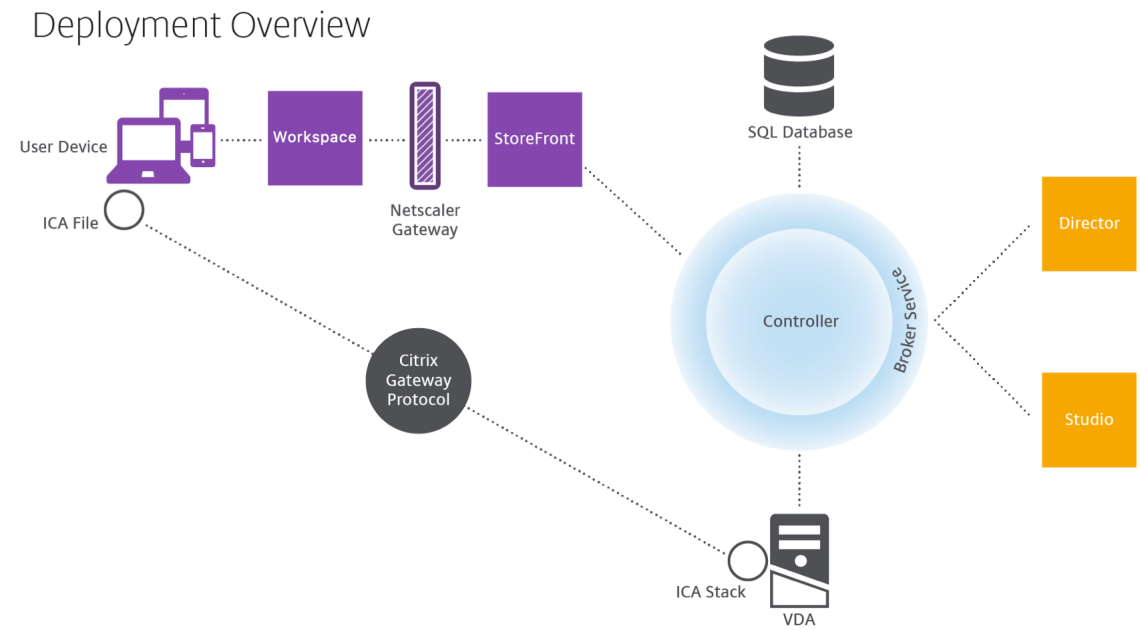 Deployment Overview
SQL Database
User Device
Workspace
StoreFront
Netscaler
Gateway
ICA File
Director
Controller
Broker Service
Citrix
Gateway
Protocol
Studio
ICA Stack
VDA